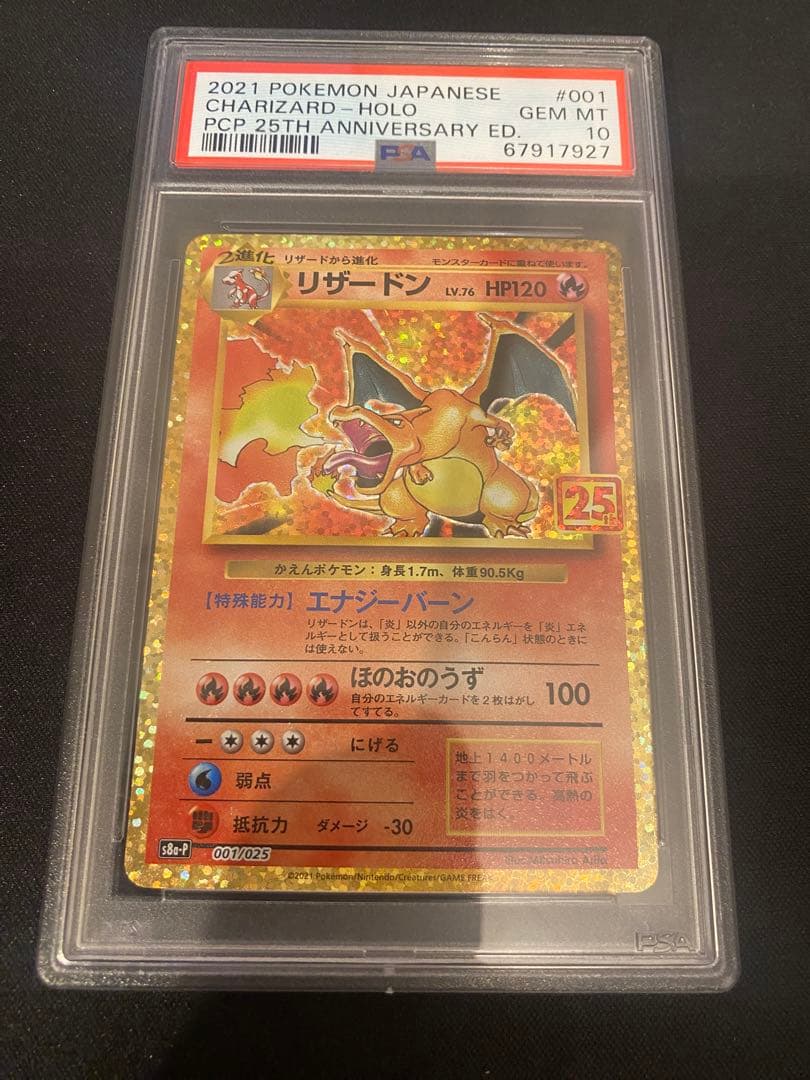 2021 POKEMON JAPANESE #001
CHARIZARD-HOLO GEM MT
PCP 25TH ANNIVERSARY ED. 10
PSA 67917927
2進化 リザードから進化 モンスターカードに重ねて使います。
リザードン LV.76 HP120
25th
かえんポケモン：身長1.7m、体重90.5Kg
【特殊能力】エナジーバーン
リザードンは、「炎」以外の自分のエネルギーを「炎」エネ
ルギーとして扱うことができる。「こんらん」状態のときに
は使えない。
ほのおのうず 100
自分のエネルギーカードを２枚はがし
てすてる。
ー にげる
弱点
抵抗力 ダメージ -30
地上１４００メートル
まで羽をつかって飛ぶ
ことができる。高熱の
炎をはく。
s8a-P 001/025
Illus. Mitsuhiro Arita
©2021 Pokémon/Nintendo/Creatures/GAME FREAK
PSA